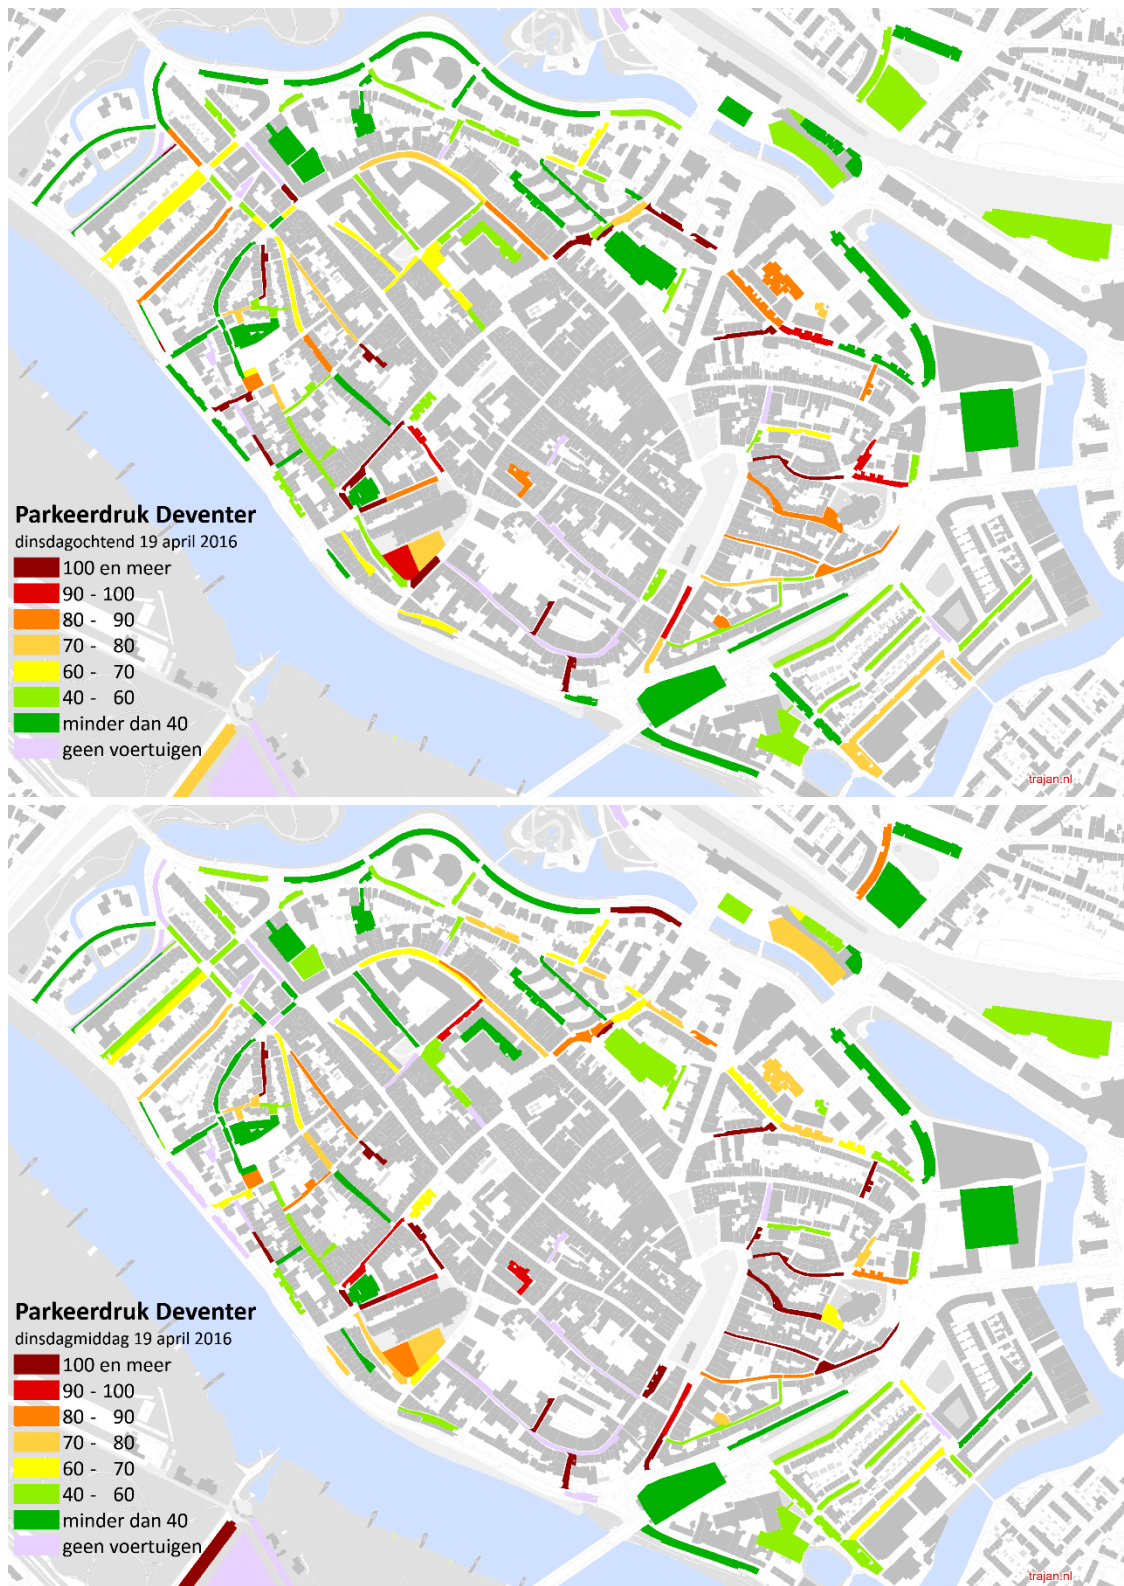 Parkeerdruk Deventer
dinsdagochtend 19 april 2016
100 en meer
90 - 100
80 - 90
70 - 80
60 - 70
40 - 60
minder dan 40
geen voertuigen
trajan.nl
Parkeerdruk Deventer
dinsdagmiddag 19 april 2016
100 en meer
90 - 100
80 - 90
70 - 80
60 - 70
40 - 60
minder dan 40
geen voertuigen
trajan.nl